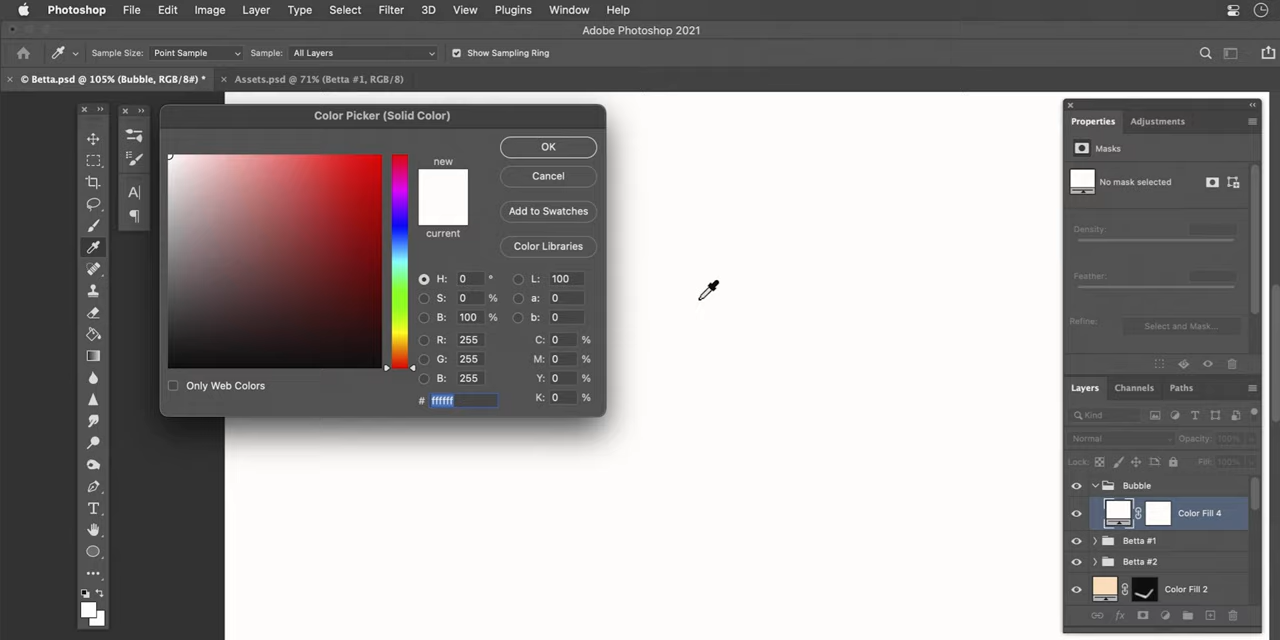 Photoshop File Edit Image Layer Type Select Filter 3D View Plugins Window Help
Adobe Photoshop 2021
Sample Size: Point Sample Sample: All Layers Show Sampling Ring
× © Betta.psd @ 105% (Bubble, RGB/8#) * × Assets.psd @ 71% (Betta #1, RGB/8)
Color Picker (Solid Color)
new
current
OK
Cancel
Add to Swatches
Color Libraries
H: 0 ° L: 100
S: 0 % a: 0
B: 100 % b: 0
R: 255 C: 0 %
G: 255 M: 0 %
B: 255 Y: 0 %
# ffffff K: 0 %
Only Web Colors
Properties Adjustments
Masks
No mask selected
Density:
Feather:
Refine: Select and Mask...
Layers Channels Paths
Kind
Normal Opacity: 100%
Lock: Fill: 100%
Bubble
Color Fill 4
Betta #1
Betta #2
Color Fill 2